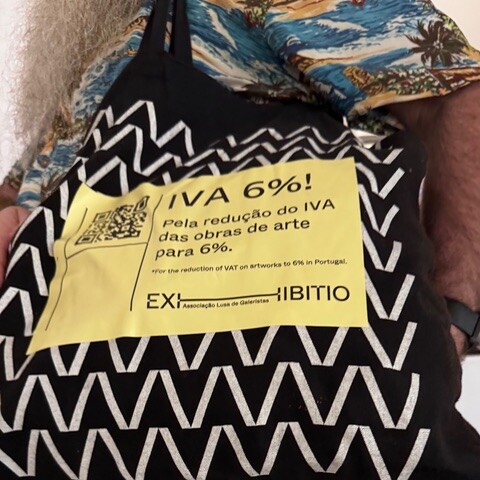 IVA 6%!
Pela redução do IVA
das obras de arte
para 6%.
*For the reduction of VAT on artworks to 6% in Portugal.
EXHIBITIO
Associação Lusa de Galeristas